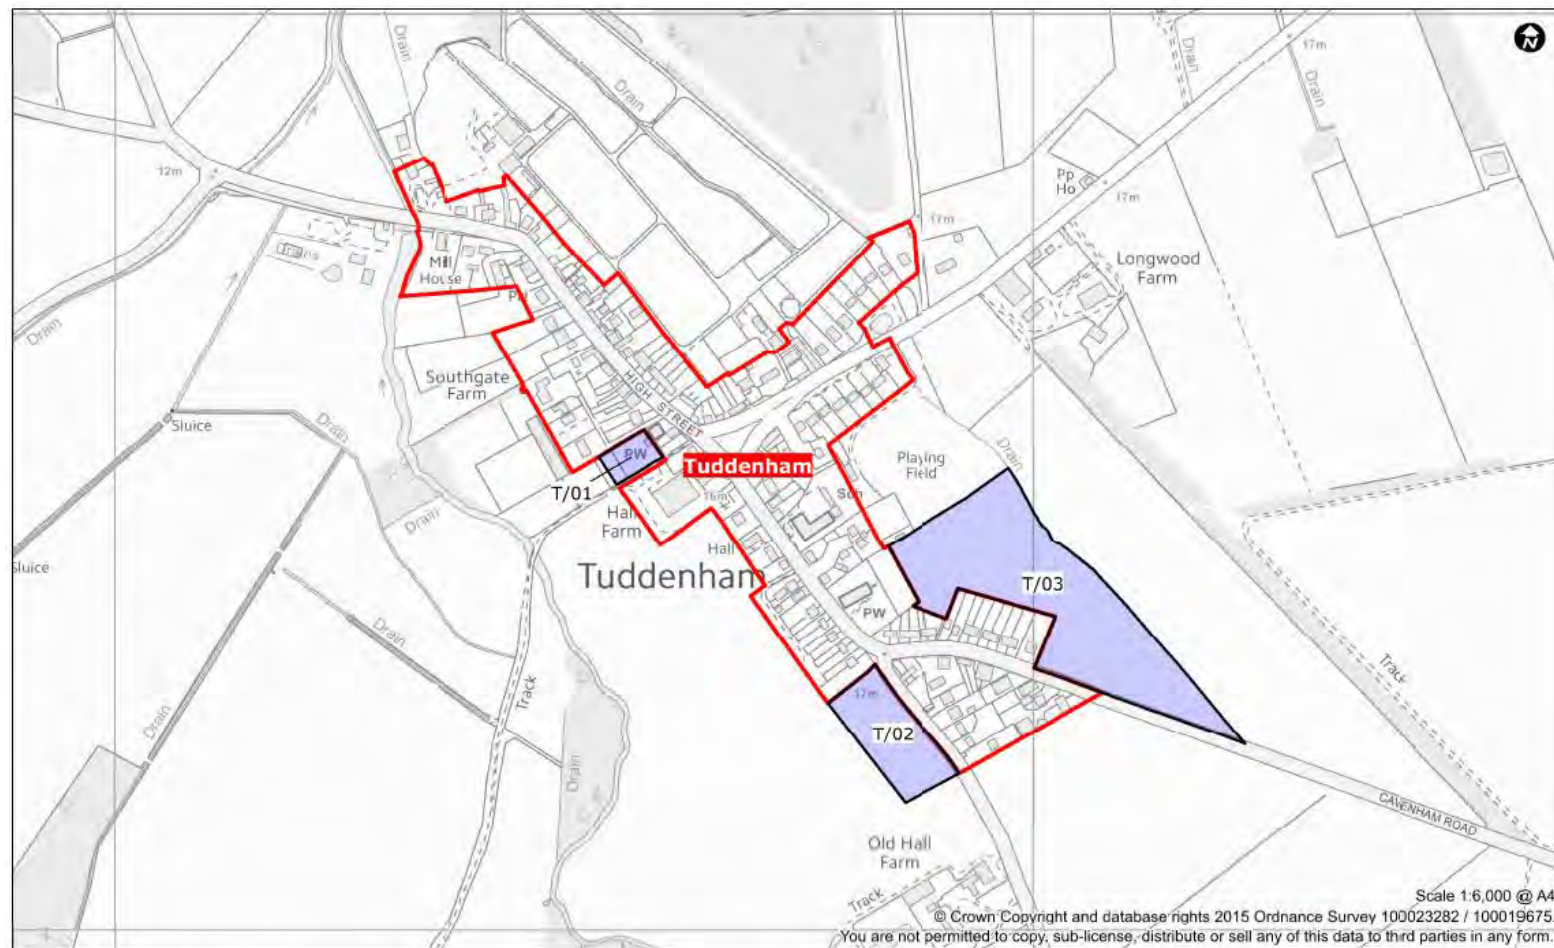 N
Drain
Drain
17m
Drain
Drain
12m
Pp
Ho
17m
17m
Mill
House
PH
Longwood
Farm
Drain
Southgate
Farm
HIGH STREET
Sluice
Drain
PW
Tuddenham
Playing
Field
Drain
T/01
16m
Sch
Hall
Farm
Drain
Hall
Sluice
Tuddenham
T/03
PW
Drain
Track
Track
17m
Drain
T/02
Drain
CAVENHAM ROAD
Old Hall
Farm
Track
Scale 1:6,000 @ A4
© Crown Copyright and database rights 2015 Ordnance Survey 100023282 / 100019675.
You are not permitted to copy, sub-license, distribute or sell any of this data to third parties in any form.